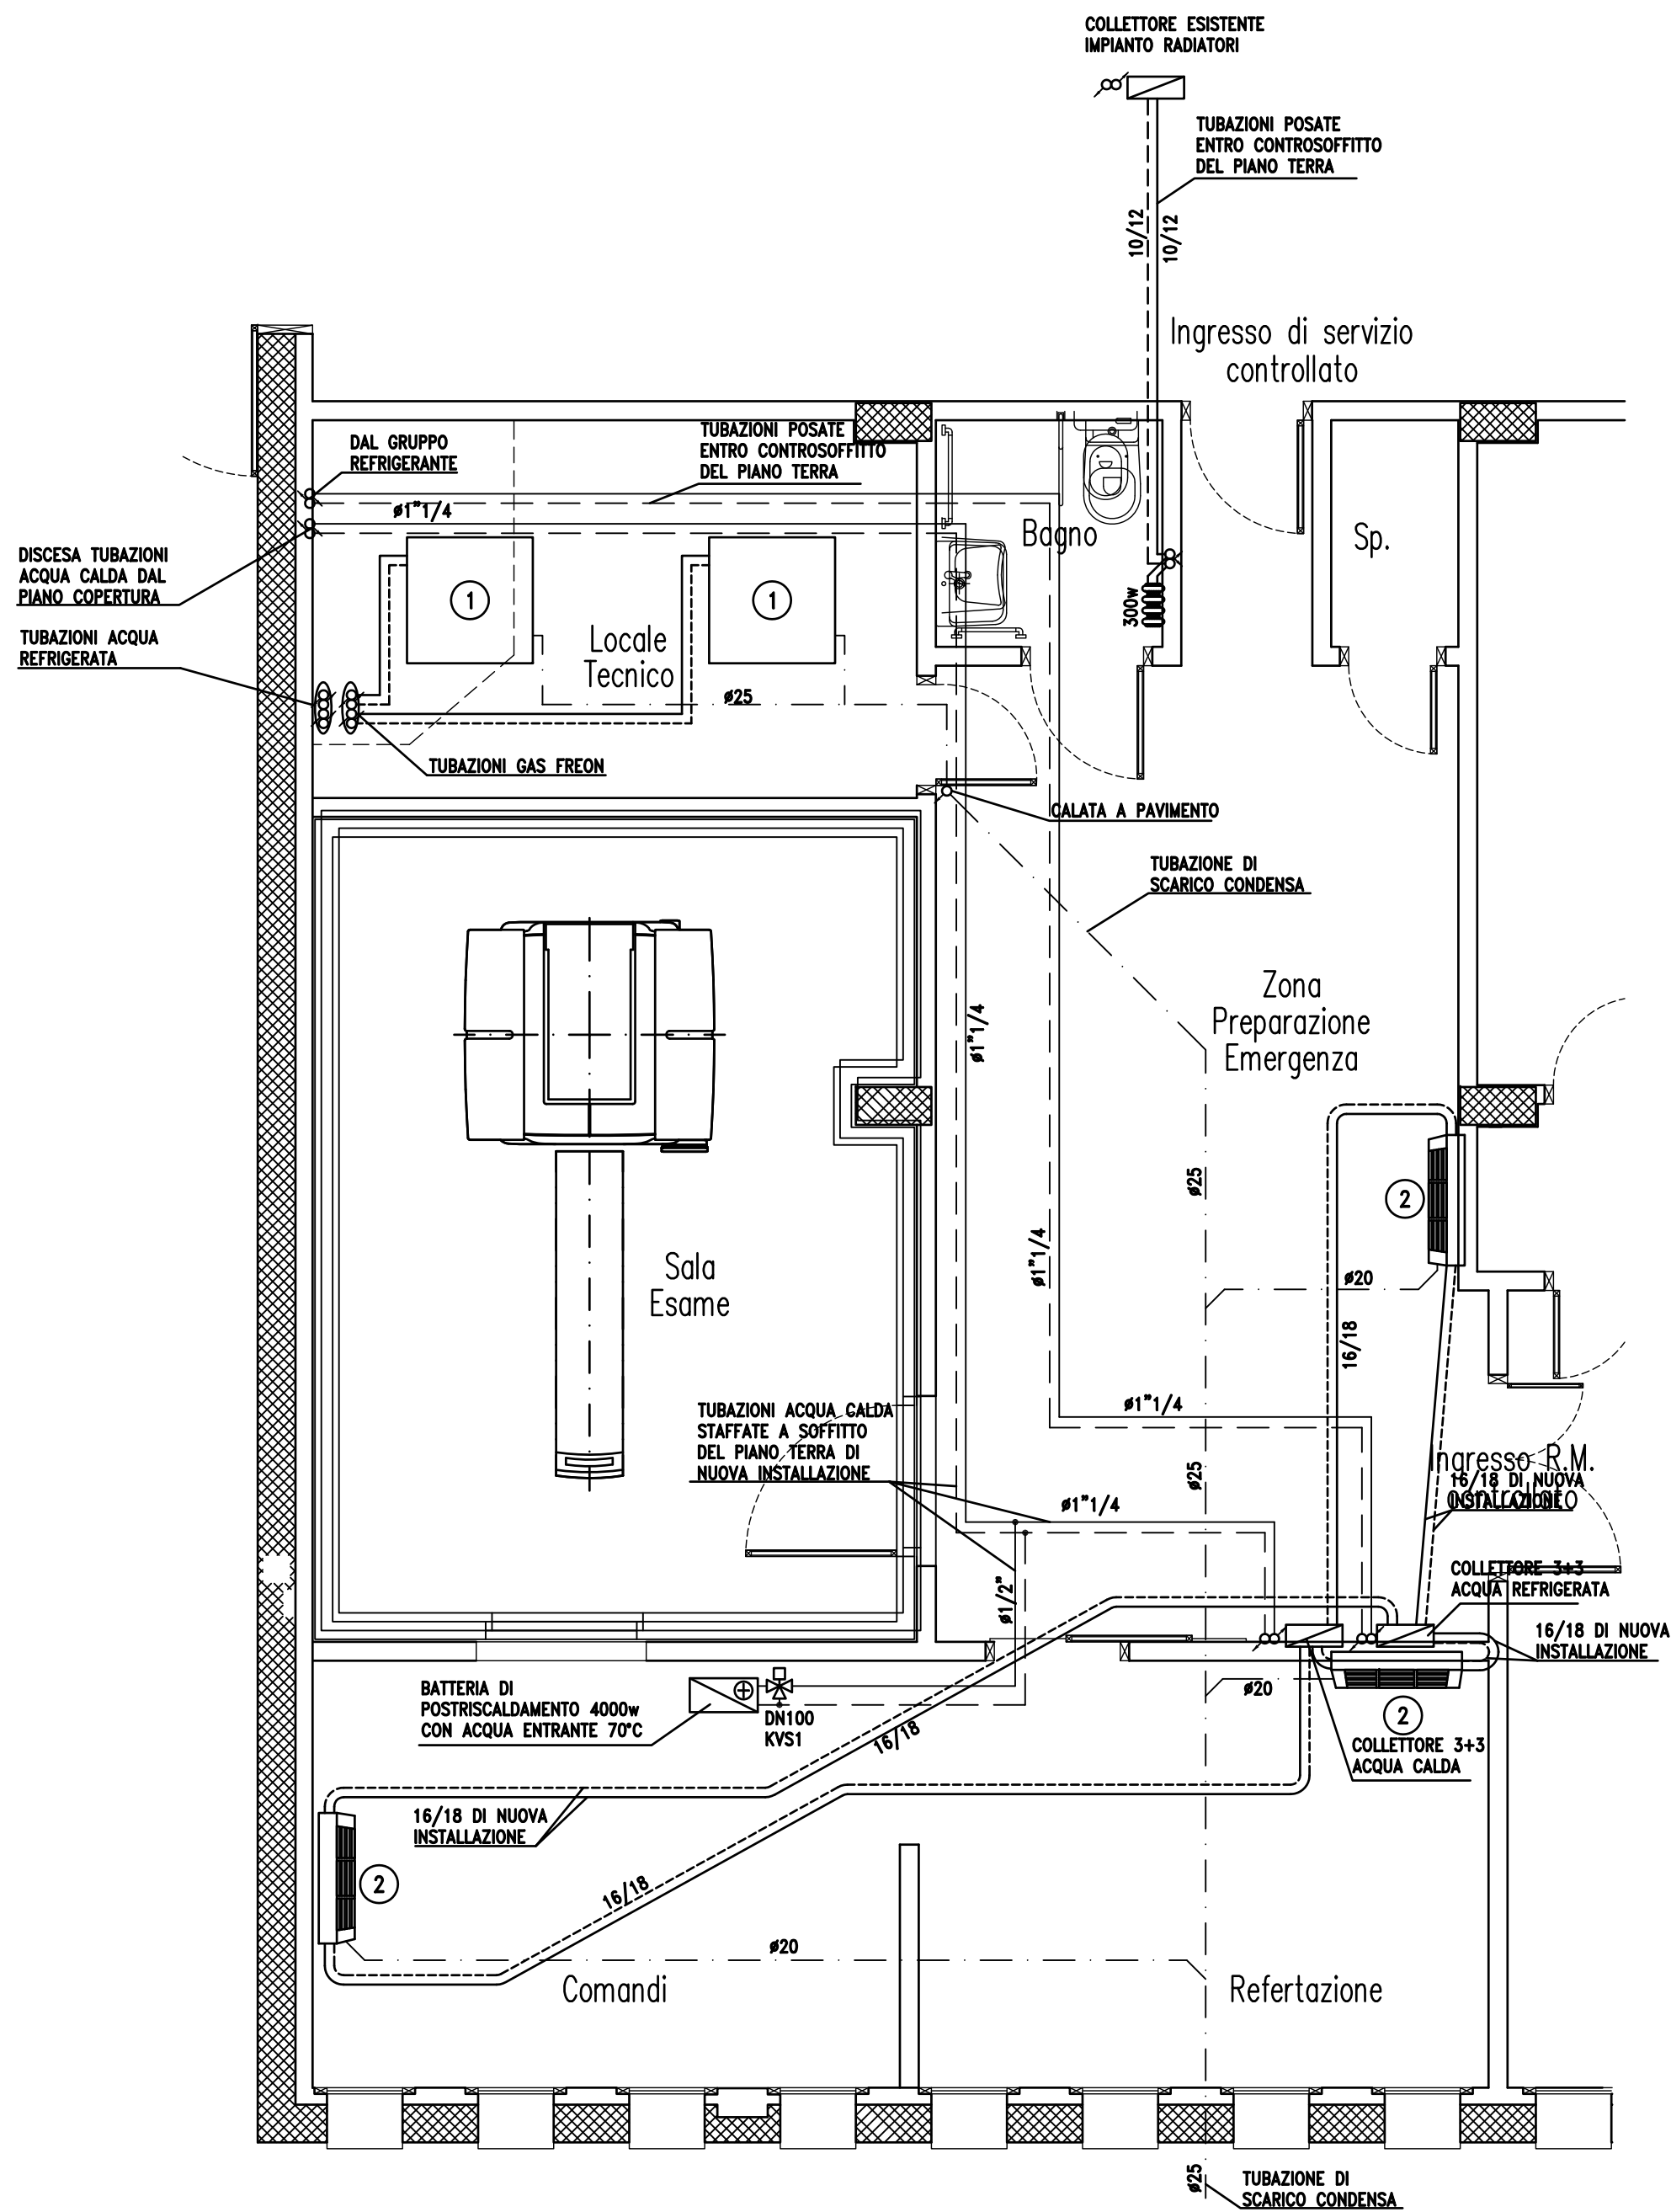 COLLETTORE ESISTENTE
IMPIANTO RADIATORI
TUBAZIONI POSATE
ENTRO CONTROSOFFITTO
DEL PIANO TERRA
10/12
10/12
Ingresso di servizio
controllato
DAL GRUPPO
REFRIGERANTE
TUBAZIONI POSATE
ENTRO CONTROSOFFITTO
DEL PIANO TERRA
ø1"1/4
Bagno
Sp.
DISCESA TUBAZIONI
ACQUA CALDA DAL
PIANO COPERTURA
1
1
300w
TUBAZIONI ACQUA
REFRIGERATA
Locale
Tecnico
ø25
TUBAZIONI GAS FREON
CALATA A PAVIMENTO
TUBAZIONE DI
SCARICO CONDENSA
Zona
Preparazione
Emergenza
ø1"1/4
ø25
2
ø1"1/4
Sala
Esame
ø20
16/18
TUBAZIONI ACQUA CALDA
STAFFATE A SOFFITTO
DEL PIANO TERRA DI
NUOVA INSTALLAZIONE
ø1"1/4
ø25
Ingresso R.M.
controllato
16/18 DI NUOVA
INSTALLAZIONE
ø1"1/4
ø1/2"
COLLETTORE 3+3
ACQUA REFRIGERATA
16/18 DI NUOVA
INSTALLAZIONE
BATTERIA DI
POSTRISCALDAMENTO 4000w
CON ACQUA ENTRANTE 70°C
DN100
KVS1
16/18
ø20
2
COLLETTORE 3+3
ACQUA CALDA
16/18 DI NUOVA
INSTALLAZIONE
2
16/18
ø20
Comandi
Refertazione
ø25
TUBAZIONE DI
SCARICO CONDENSA